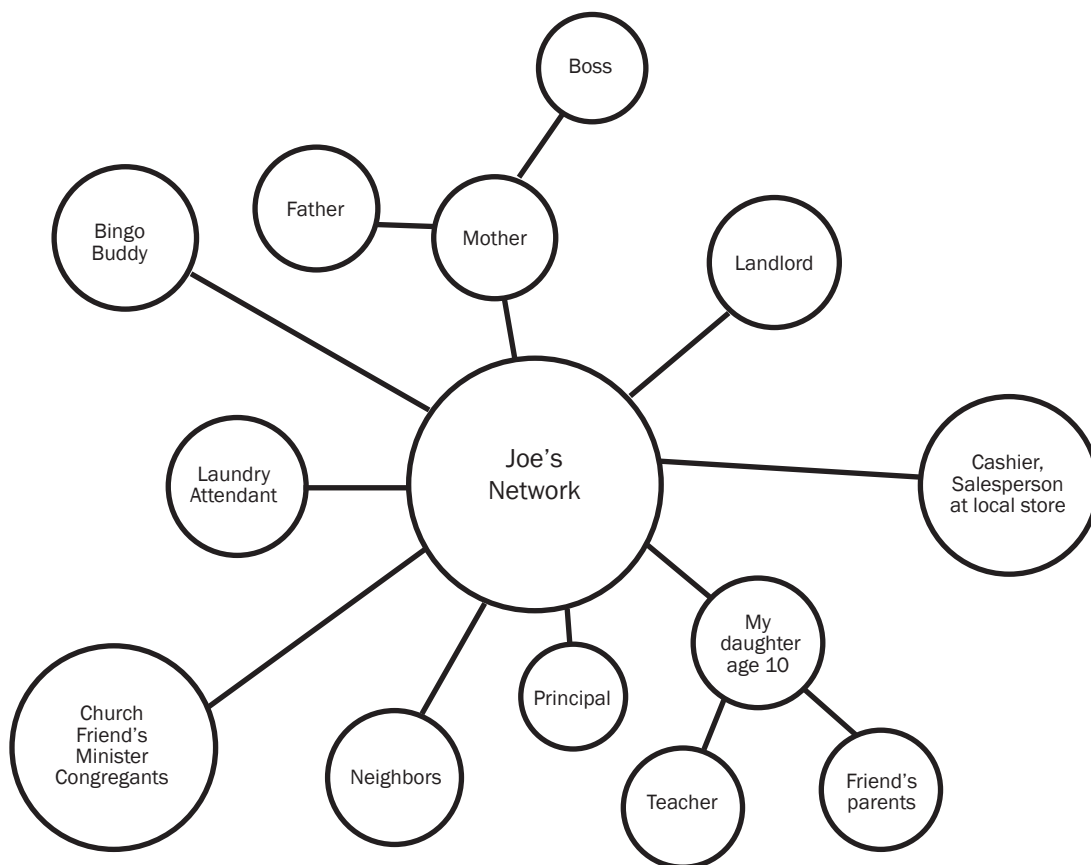 Boss
Father
Mother
Bingo
Buddy
Landlord
Joe's
Network
Cashier,
Salesperson
at local store
Laundry
Attendant
My
daughter
age 10
Principal
Church
Friend's
Minister
Congregants
Neighbors
Teacher
Friend's
parents